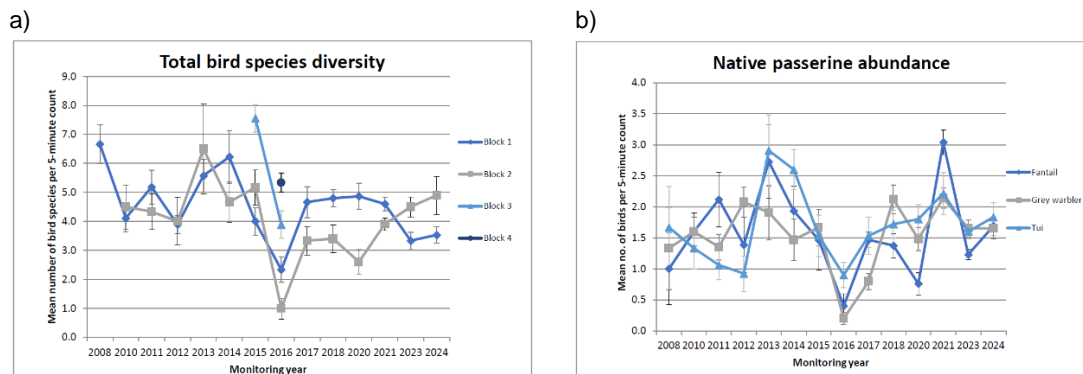 a)
Total bird species diversity
Mean number of bird species per 5-minute count
9.0
8.0
7.0
6.0
5.0
4.0
3.0
2.0
1.0
0.0
2008 2010 2011 2012 2013 2014 2015 2016 2017 2018 2020 2021 2023 2024
Monitoring year
Block 1
Block 2
Block 3
Block 4
b)
Native passerine abundance
Mean no. of birds per 5-minute count
4.0
3.5
3.0
2.5
2.0
1.5
1.0
0.5
0.0
2008 2010 2011 2012 2013 2014 2015 2016 2017 2018 2020 2021 2023 2024
Monitoring year
Fantail
Grey warbler
Tui